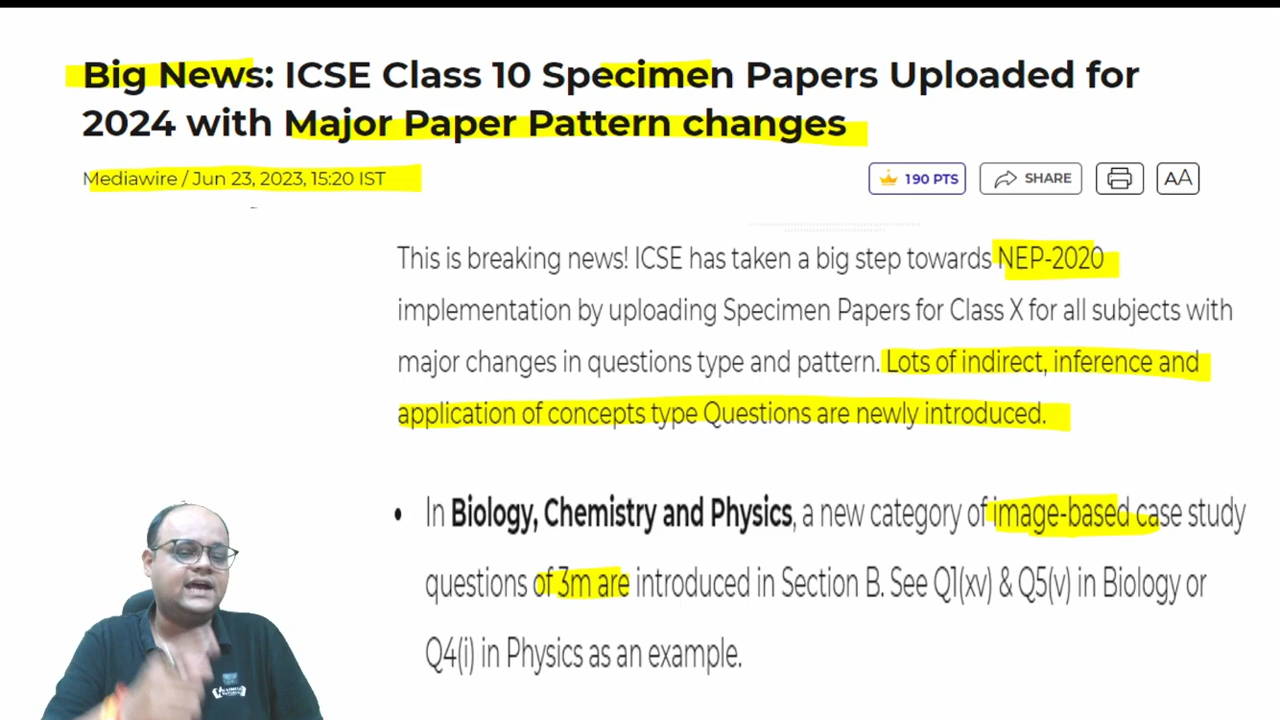 Big News: ICSE Class 10 Specimen Papers Uploaded for
2024 with Major Paper Pattern changes
Mediawire / Jun 23, 2023, 15:20 IST
190 PTS
SHARE
AA
This is breaking news! ICSE has taken a big step towards NEP-2020
implementation by uploading Specimen Papers for Class X for all subjects with
major changes in questions type and pattern. Lots of indirect, inference and
application of concepts type Questions are newly introduced.
• In Biology, Chemistry and Physics, a new category of image-based case study
questions of 3m are introduced in Section B. See Q1(xv) & Q5(v) in Biology or
Q4(i) in Physics as an example.